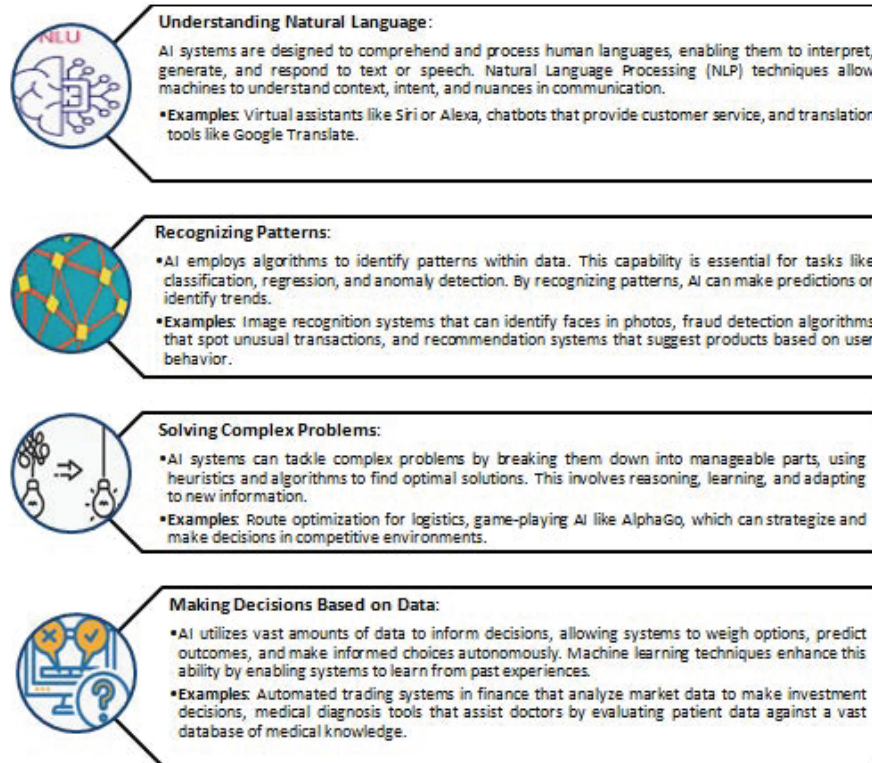 NLU
Understanding Natural Language:
AI systems are designed to comprehend and process human languages, enabling them to interpret,
generate, and respond to text or speech. Natural Language Processing (NLP) techniques allow
machines to understand context, intent, and nuances in communication.
•Examples: Virtual assistants like Siri or Alexa, chatbots that provide customer service, and translation
tools like Google Translate.
Recognizing Patterns:
•AI employs algorithms to identify patterns within data. This capability is essential for tasks like
classification, regression, and anomaly detection. By recognizing patterns, AI can make predictions or
identify trends.
•Examples: Image recognition systems that can identify faces in photos, fraud detection algorithms
that spot unusual transactions, and recommendation systems that suggest products based on user
behavior.
Solving Complex Problems:
•AI systems can tackle complex problems by breaking them down into manageable parts, using
heuristics and algorithms to find optimal solutions. This involves reasoning, learning, and adapting
to new information.
•Examples: Route optimization for logistics, game-playing AI like AlphaGo, which can strategize and
make decisions in competitive environments.
Making Decisions Based on Data:
•AI utilizes vast amounts of data to inform decisions, allowing systems to weigh options, predict
outcomes, and make informed choices autonomously. Machine learning techniques enhance this
ability by enabling systems to learn from past experiences.
•Examples: Automated trading systems in finance that analyze market data to make investment
decisions, medical diagnosis tools that assist doctors by evaluating patient data against a vast
database of medical knowledge.